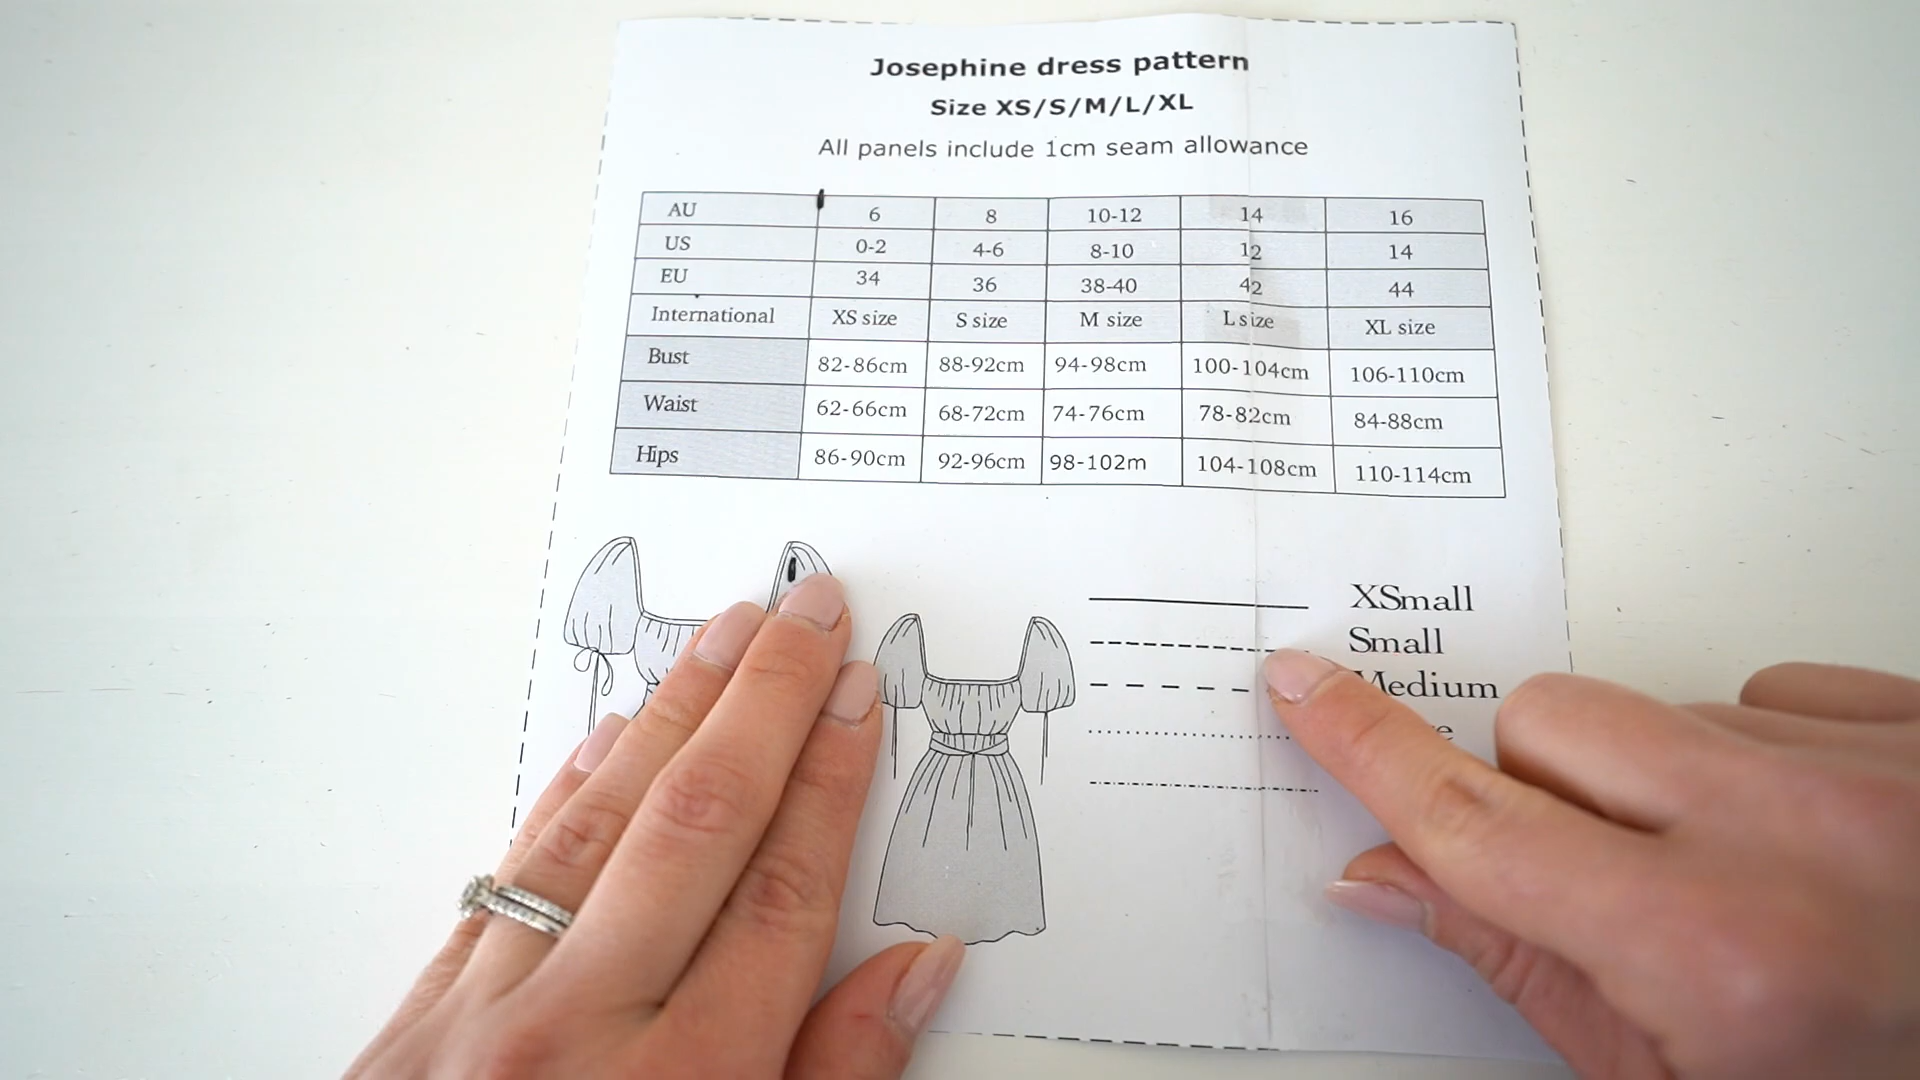 Josephine dress pattern
Size XS/S/M/L/XL
All panels include 1cm seam allowance
AU 6 8 10-12 14 16
US 0-2 4-6 8-10 12 14
EU 34 36 38-40 42 44
International XS size S size M size L size XL size
Bust 82-86cm 88-92cm 94-98cm 100-104cm 106-110cm
Waist 62-66cm 68-72cm 74-76cm 78-82cm 84-88cm
Hips 86-90cm 92-96cm 98-102m 104-108cm 110-114cm
XSmall
Small
Medium